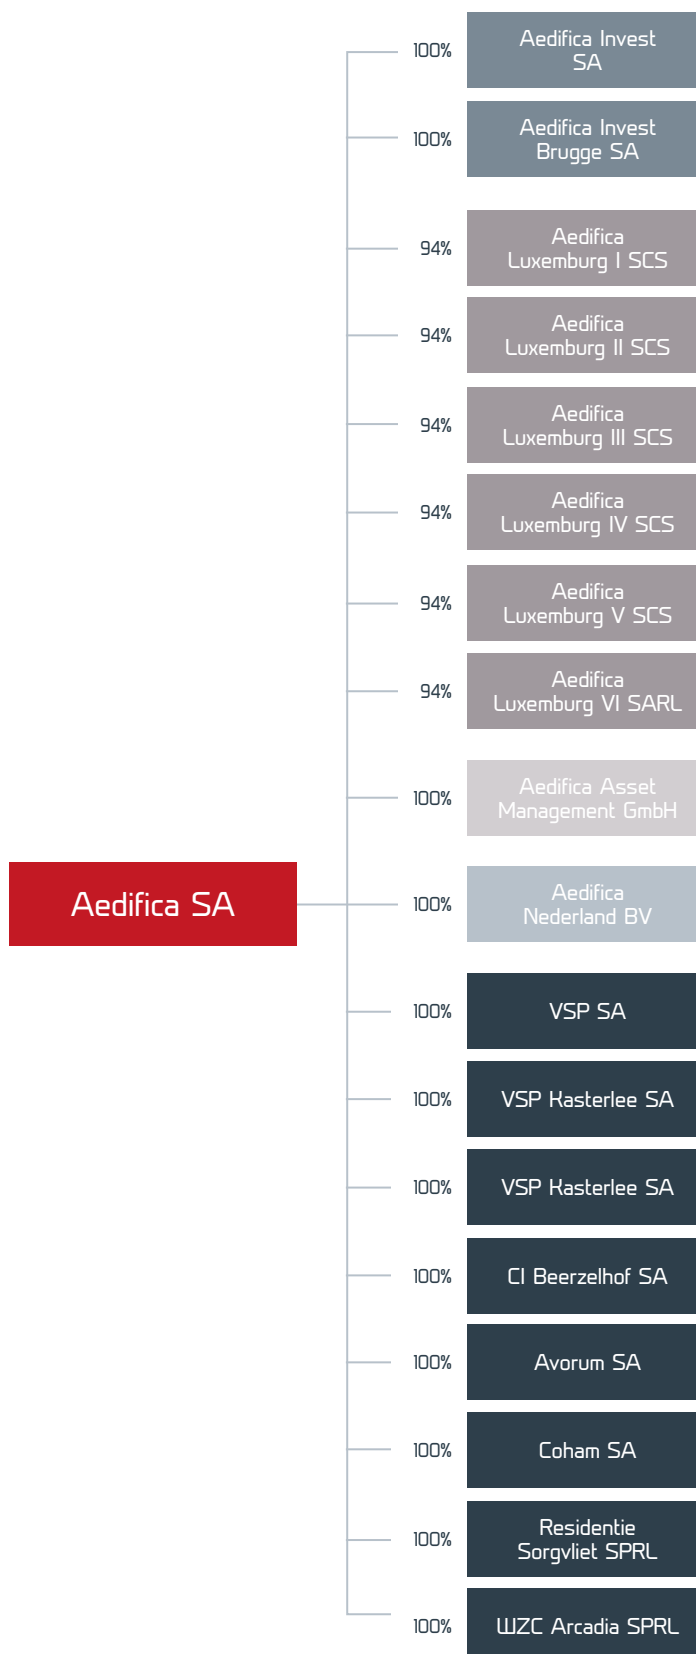 100%
Aedifica Invest
SA
100%
Aedifica Invest
Brugge SA
94%
Aedifica
Luxemburg I SCS
94%
Aedifica
Luxemburg II SCS
94%
Aedifica
Luxemburg III SCS
94%
Aedifica
Luxemburg IV SCS
94%
Aedifica
Luxemburg V SCS
94%
Aedifica
Luxemburg VI SARL
100%
Aedifica Asset
Management GmbH
Aedifica SA
100%
Aedifica
Nederland BV
100%
VSP SA
100%
VSP Kasterlee SA
100%
VSP Kasterlee SA
100%
CI Beerzelhof SA
100%
Avorum SA
100%
Coham SA
100%
Residentie
Sorgvliet SPRL
100%
WZC Arcadia SPRL